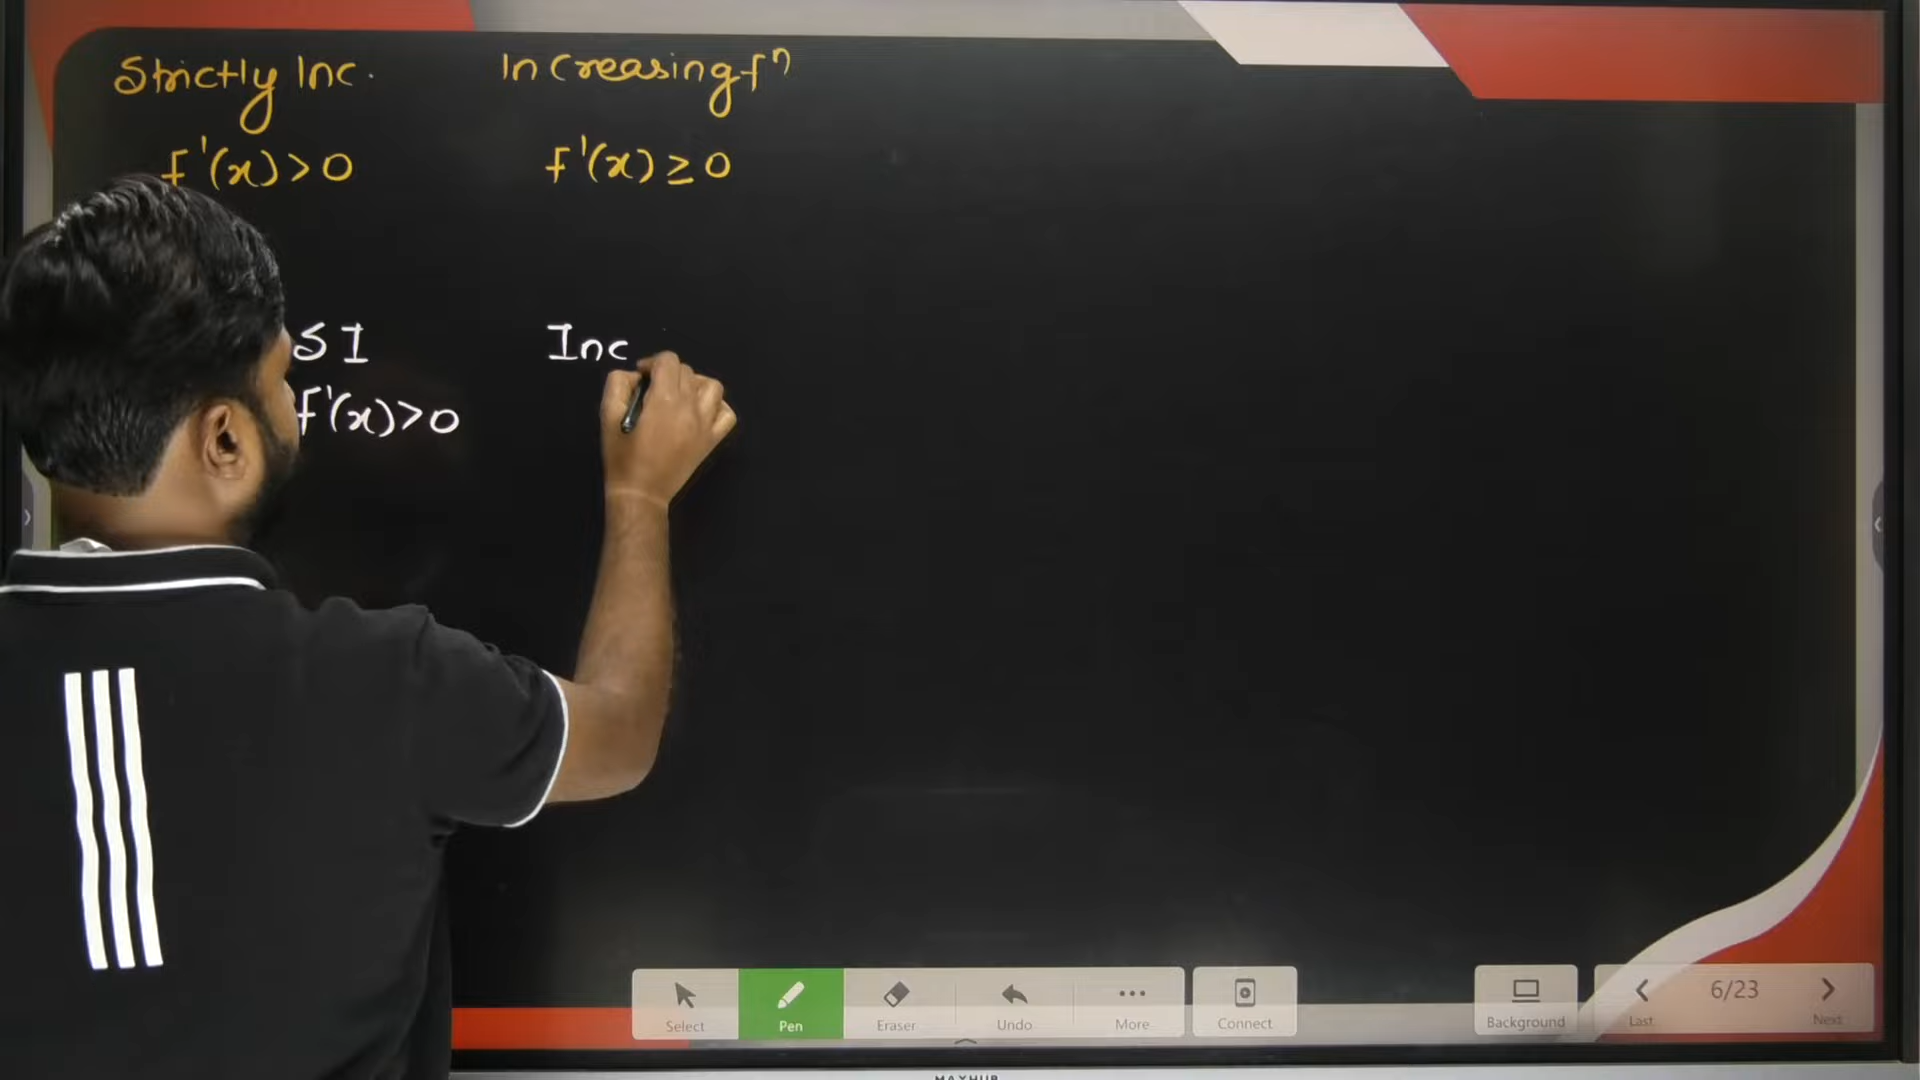 Strictly Inc. Increasing fⁿ
f'(x)>0 f'(x)≥0
SI Inc
f'(x)>0
Select Pen Eraser Undo More Connect Background Last 6/23 Next
MAXHUB